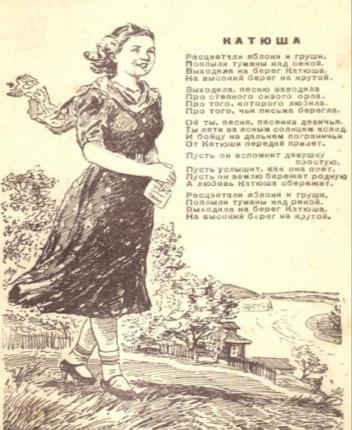 КАТЮША
Расцветали яблони и груши,
Поплыли туманы над рекой.
Выходила на берег Катюша,
На высокий берег на крутой.
Выходила, песню заводила
Про степного сизого орла,
Про того, которого любила,
Про того, чьи письма берегла.
Ой ты, песня, песенка девичья,
Ты лети за ясным солнцем вслед,
И бойцу на дальнем пограничьи
От Катюши передай привет.
Пусть он вспомнит девушку
простую,
Пусть услышит, как она поет,
Пусть он землю бережет родную
А любовь Катюша сбережет.
Расцветали яблони и груши,
Поплыли туманы над рекой.
Выходила на берег Катюша,
На высокий берег на крутой.